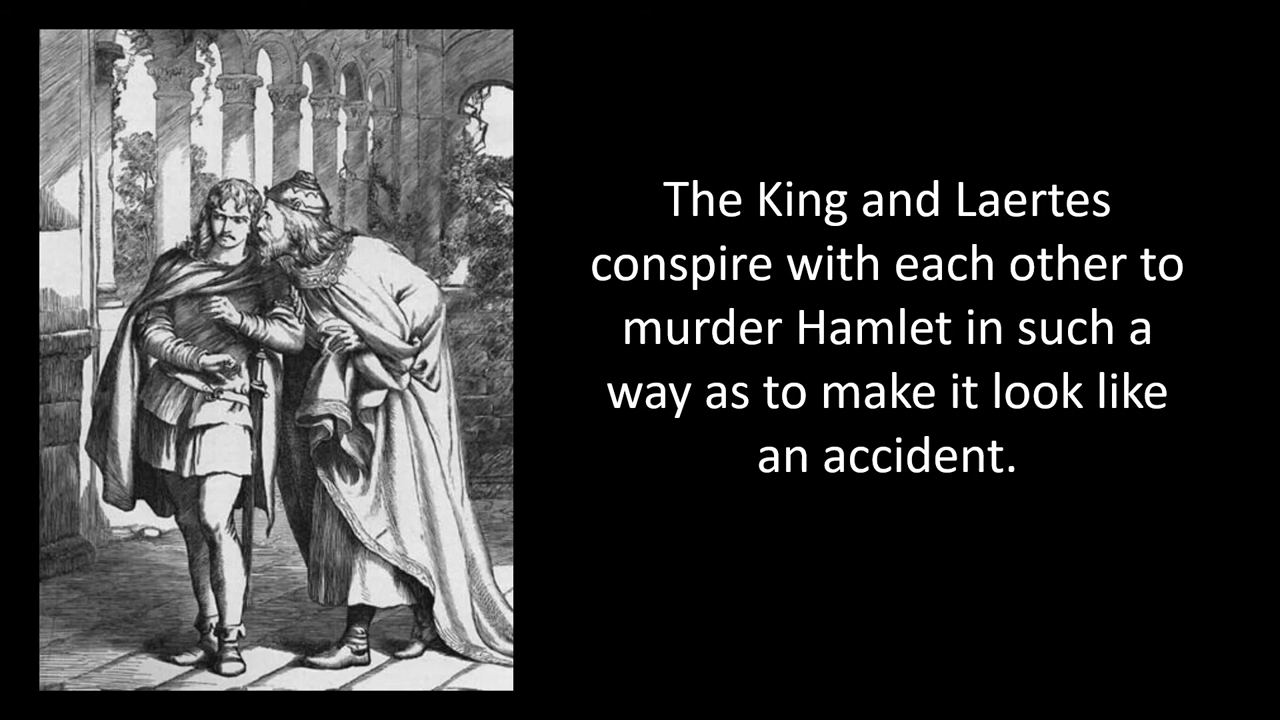 The King and Laertes
conspire with each other to
murder Hamlet in such a
way as to make it look like
an accident.